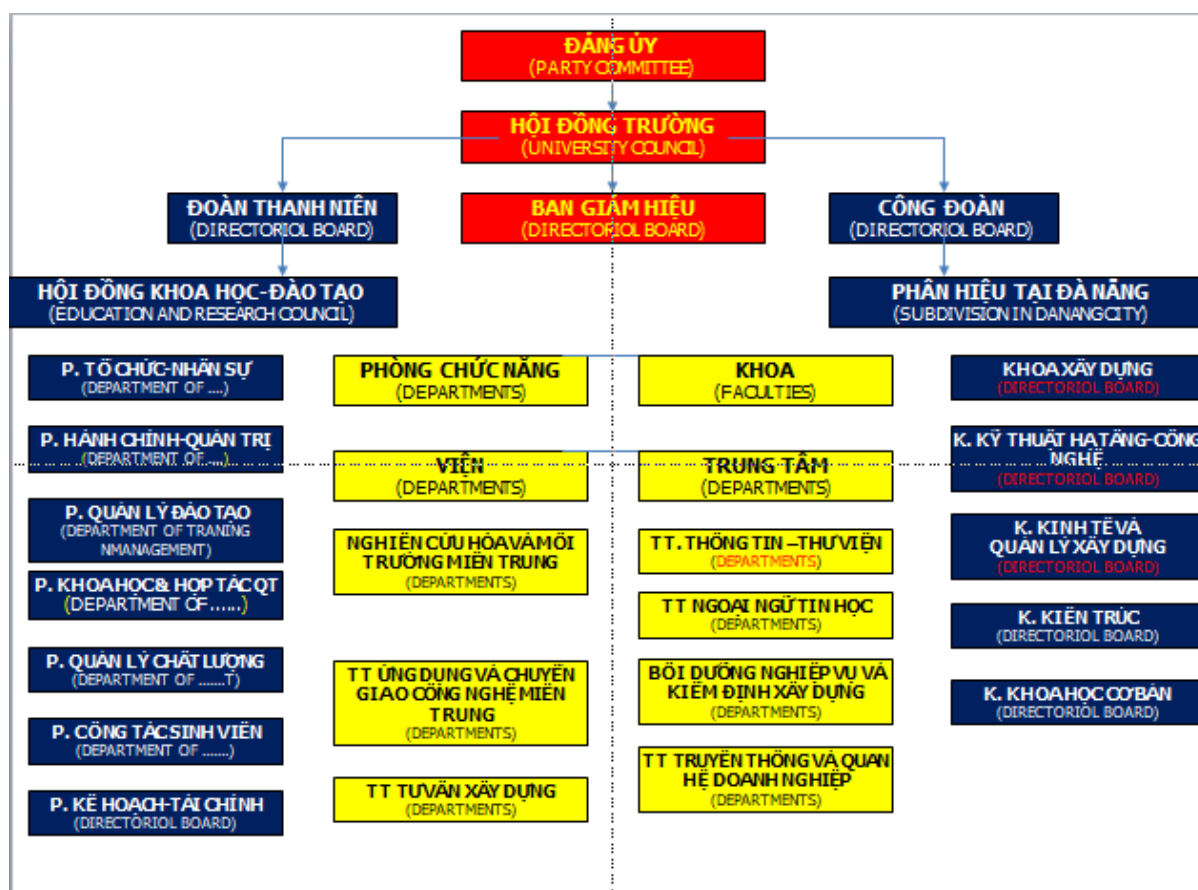 ĐẢNG ỦY
(PARTY COMMITTEE)
HỘI ĐỒNG TRƯỜNG
(UNIVERSITY COUNCIL)
ĐOÀN THANH NIÊN
(DIRECTORIOL BOARD)
BAN GIÁM HIỆU
(DIRECTORIOL BOARD)
CÔNG ĐOÀN
(DIRECTORIOL BOARD)
HỘI ĐỒNG KHOA HỌC-ĐÀO TẠO
(EDUCATION AND RESEARCH COUNCIL)
PHÂN HIỆU TẠI ĐÀ NẴNG
(SUBDIVISION IN DANANG CITY)
P. TỔ CHỨC-NHÂN SỰ
(DEPARTMENT OF ....)
P. HÀNH CHÍNH-QUẢN TRỊ
(DEPARTMENT OF ....)
P. QUẢN LÝ ĐÀO TẠO
(DEPARTMENT OF TRANING
NMANAGEMENT)
P. KHOA HỌC & HỢP TÁC QT
(DEPARTMENT OF ......)
P. QUẢN LÝ CHẤT LƯỢNG
(DEPARTMENT OF .......T)
P. CÔNG TÁC SINH VIÊN
(DEPARTMENT OF .......)
P. KẾ HOẠCH-TÀI CHÍNH
(DIRECTORIOL BOARD)
PHÒNG CHỨC NĂNG
(DEPARTMENTS)
VIỆN
(DEPARTMENTS)
NGHIÊN CỨU HÓA VÀ MÔI
TRƯỜNG MIỀN TRUNG
(DEPARTMENTS)
TT ỨNG DỤNG VÀ CHUYỂN
GIAO CÔNG NGHỆ MIỀN
TRUNG
(DEPARTMENTS)
TT TƯ VẤN XÂY DỰNG
(DEPARTMENTS)
KHOA
(FACULTIES)
TRUNG TÂM
(DEPARTMENTS)
TT. THÔNG TIN –THƯ VIỆN
(DEPARTMENTS)
TT NGOẠI NGỮ TIN HỌC
(DEPARTMENTS)
BỒI DƯỠNG NGHIỆP VỤ VÀ
KIỂM ĐỊNH XÂY DỰNG
(DEPARTMENTS)
TT TRUYỀN THÔNG VÀ QUAN
HỆ DOANH NGHIỆP
(DEPARTMENTS)
KHOA XÂY DỰNG
(DIRECTORIOL BOARD)
K. KỸ THUẬT HẠ TẦNG-CÔNG
NGHỆ
(DIRECTORIOL BOARD)
K. KINH TẾ VÀ
QUẢN LÝ XÂY DỰNG
(DIRECTORIOL BOARD)
K. KIẾN TRÚC
(DIRECTORIOL BOARD)
K. KHOA HỌC CƠ BẢN
(DIRECTORIOL BOARD)